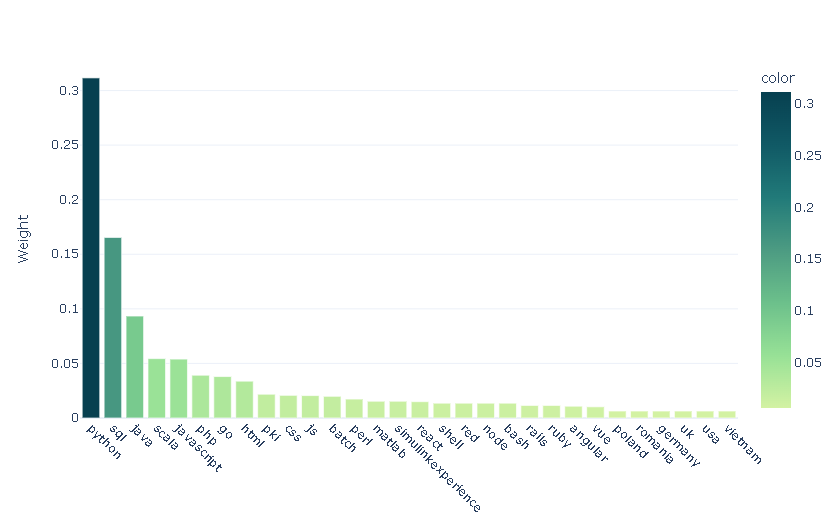 color
0.3
0.25
0.2
0.15
0.1
0.05
0
Weight
0.3
0.25
0.2
0.15
0.1
0.05
python
sql
java
scala
javascript
php
go
html
pkl
css
js
batch
perl
matlab
simulinkexperience
react
shell
red
node
bash
rails
ruby
angular
vue
poland
romania
germany
uk
usa
vietnam